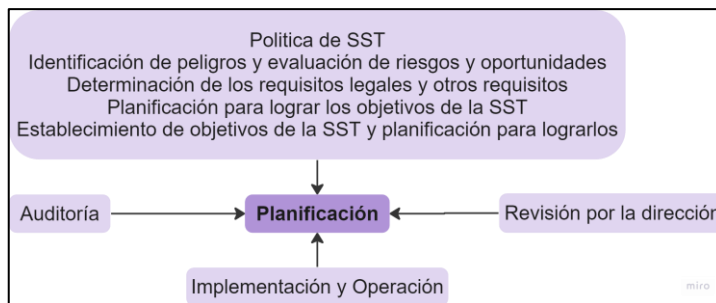 Politica de SST
Identificación de peligros y evaluación de riesgos y oportunidades
Determinación de los requisitos legales y otros requisitos
Planificación para lograr los objetivos de la SST
Establecimiento de objetivos de la SST y planificación para lograrlos
Auditoría
Planificación
Revisión por la dirección
Implementación y Operación
miro